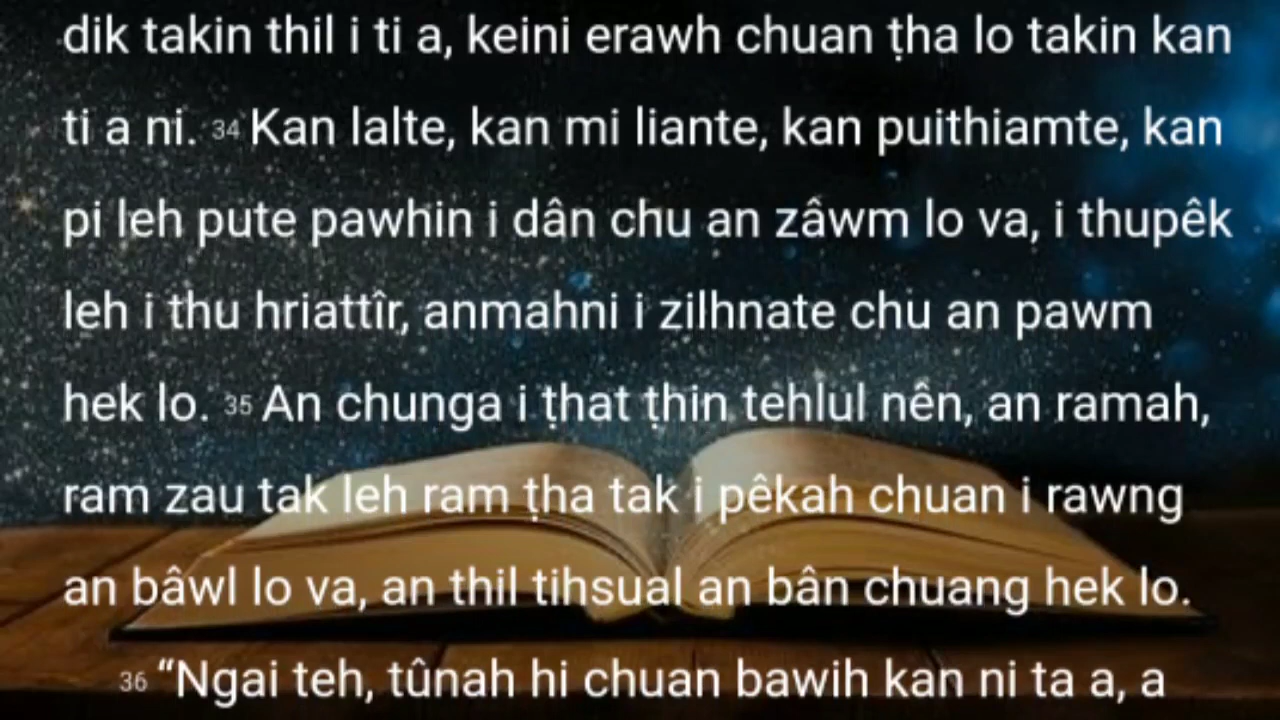 dik takin thil i ti a, keini erawh chuan ṭha lo takin kan
ti a ni. 34 Kan lalte, kan mi liante, kan puithiamte, kan
pi leh pute pawhin i dân chu an zâwm lo va, i thupêk
leh i thu hriattîr, anmahni i zilhnate chu an pawm
hek lo. 35 An chunga i ṭhat ṭhin tehlul nên, an ramah,
ram zau tak leh ram ṭha tak i pêkah chuan i rawng
an bâwl lo va, an thil tihsual an bân chuang hek lo.
36 “Ngai teh, tûnah hi chuan bawih kan ni ta a, a